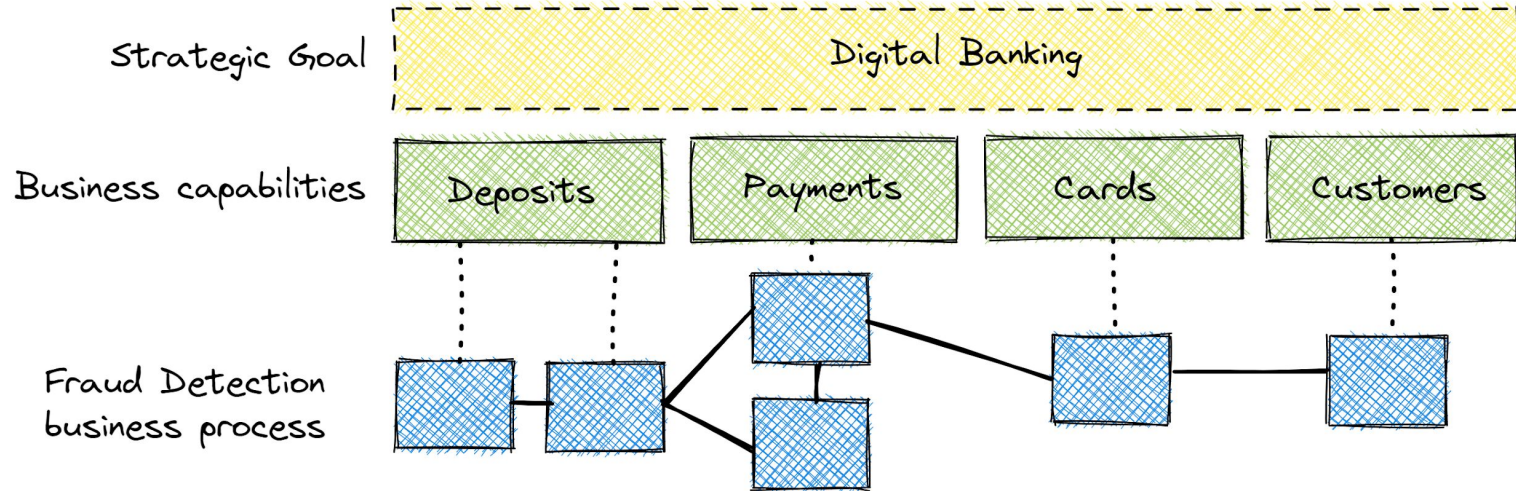 Strategic Goal
Digital Banking
Business capabilities
Deposits
Payments
Cards
Customers
Fraud Detection
business process